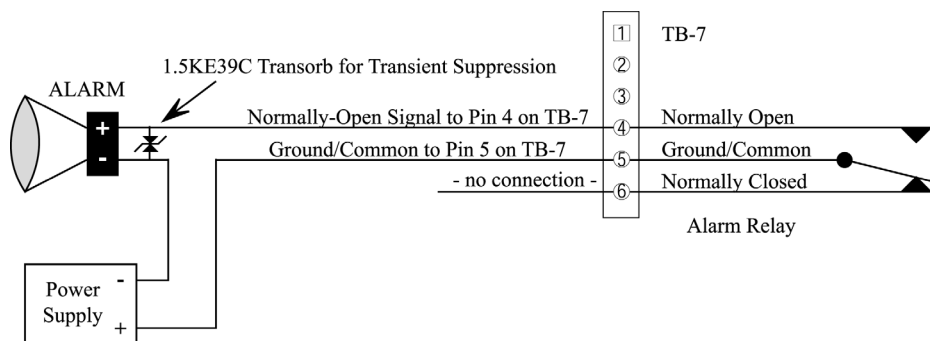 1 TB-7
2
1.5KE39C Transorb for Transient Suppression
ALARM
3
+
Normally-Open Signal to Pin 4 on TB-7 4 Normally Open
-
Ground/Common to Pin 5 on TB-7 5 Ground/Common
- no connection - 6 Normally Closed
Alarm Relay
-
Power
Supply
+